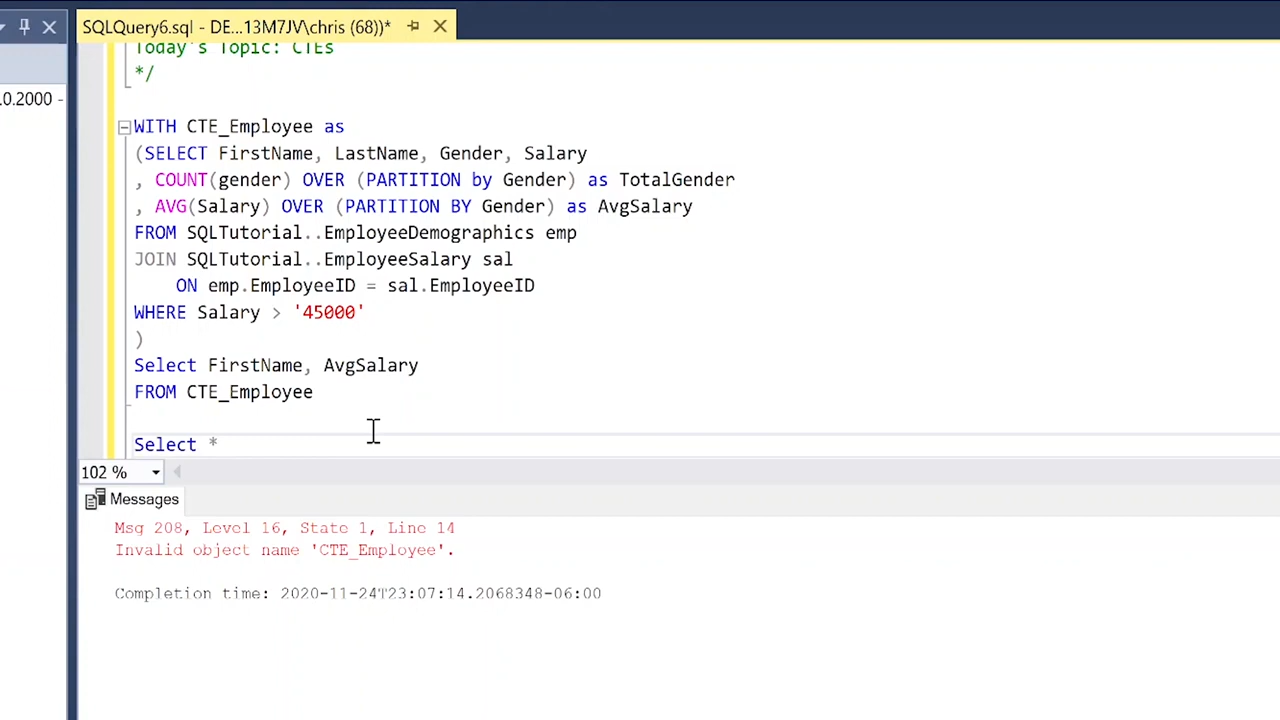 SQLQuery6.sql - DE...13M7JV\chris (68))*
Today's Topic: CTEs
*/
0.2000 -
WITH CTE_Employee as
(SELECT FirstName, LastName, Gender, Salary
, COUNT(gender) OVER (PARTITION by Gender) as TotalGender
, AVG(Salary) OVER (PARTITION BY Gender) as AvgSalary
FROM SQLTutorial..EmployeeDemographics emp
JOIN SQLTutorial..EmployeeSalary sal
ON emp.EmployeeID = sal.EmployeeID
WHERE Salary > '45000'
)
Select FirstName, AvgSalary
FROM CTE_Employee
Select *
102 %
Messages
Msg 208, Level 16, State 1, Line 14
Invalid object name 'CTE_Employee'.
Completion time: 2020-11-24T23:07:14.2068348-06:00